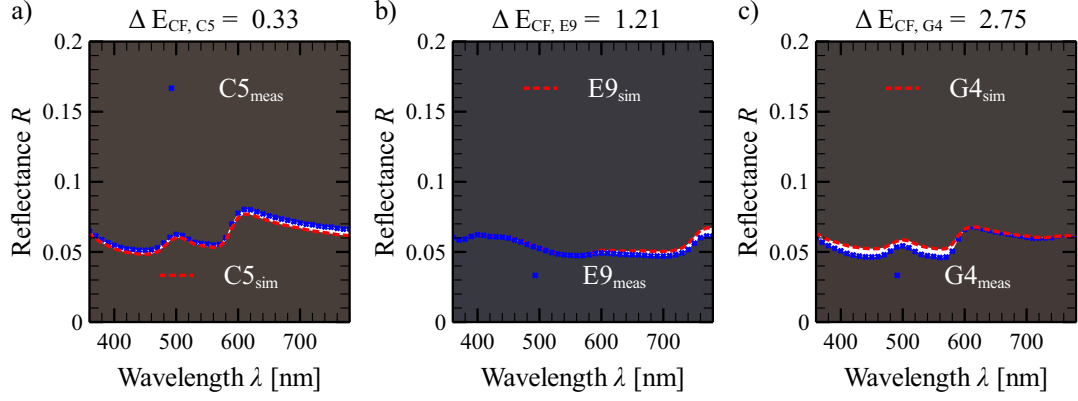 a)
Δ E_CF, C5 = 0.33
0.2
0.15
0.1
0.05
0
Reflectance R
C5_meas
C5_sim
400 500 600 700
Wavelength λ [nm]
b)
Δ E_CF, E9 = 1.21
0.2
0.15
0.1
0.05
0
Reflectance R
E9_sim
E9_meas
400 500 600 700
Wavelength λ [nm]
c)
Δ E_CF, G4 = 2.75
0.2
0.15
0.1
0.05
0
Reflectance R
G4_sim
G4_meas
400 500 600 700
Wavelength λ [nm]